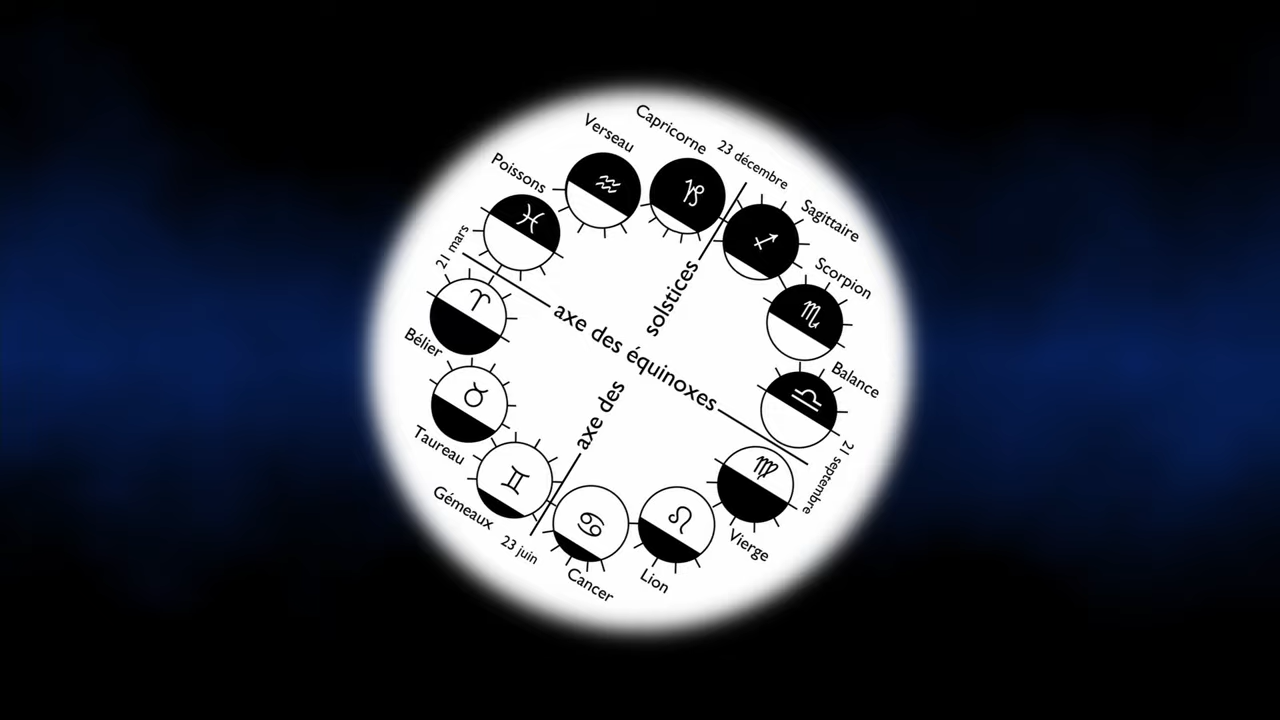 Capricorne
23 décembre
Verseau
Sagittaire
Poissons
Scorpion
21 mars
solstices
axe des équinoxes
Bélier
Balance
axe des
Taureau
21 septembre
Gémeaux
Vierge
23 juin
Lion
Cancer